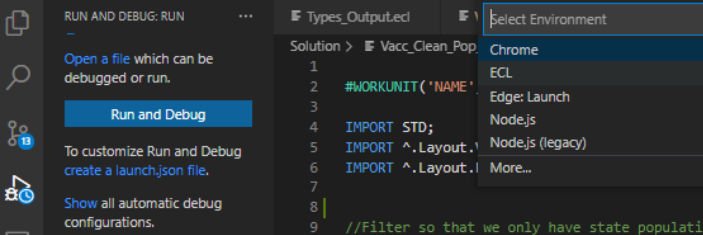 RUN AND DEBUG: RUN
Open a file which can be
debugged or run.
Run and Debug
To customize Run and Debug
create a launch.json file.
Show all automatic debug
configurations.
13
Types_Output.ecl
Solution > Vacc_Clean_Pop_
1
2 #WORKUNIT('NAME'
3
4 IMPORT STD;
5 IMPORT ^.Layout.
6 IMPORT ^.Layout.
7
8
9 //Filter so that we only have state populati
Select Environment
Chrome
ECL
Edge: Launch
Node.js
Node.js (legacy)
More...